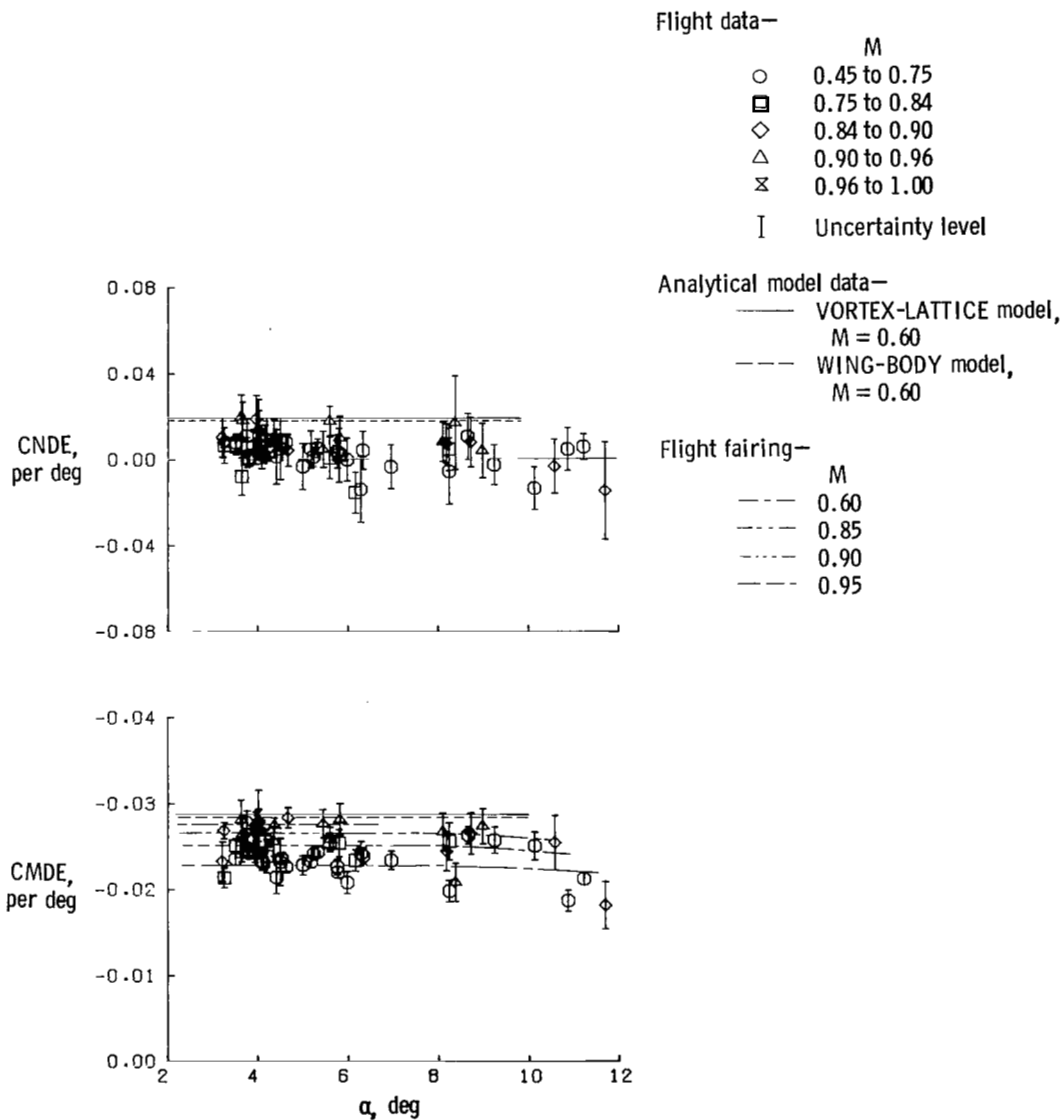 Flight data—
M
0.45 to 0.75
0.75 to 0.84
0.84 to 0.90
0.90 to 0.96
0.96 to 1.00
Uncertainty level
Analytical model data—
VORTEX-LATTICE model,
M = 0.60
WING-BODY model,
M = 0.60
Flight fairing—
M
0.60
0.85
0.90
0.95
0.08
0.04
CNDE,
per deg
0.00
-0.04
-0.08
-0.04
-0.03
CMDE,
per deg
-0.02
-0.01
0.00
2 4 6 8 10 12
α, deg